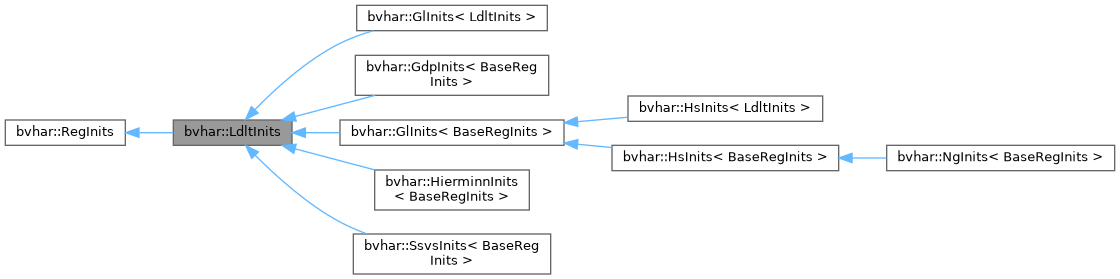 bvhar::GlInits< LdltInits >
bvhar::GdpInits< BaseReg
Inits >
bvhar::HsInits< LdltInits >
bvhar::RegInits
bvhar::LdltInits
bvhar::GlInits< BaseRegInits >
bvhar::HsInits< BaseRegInits >
bvhar::NgInits< BaseRegInits >
bvhar::HierminnInits
< BaseRegInits >
bvhar::SsvsInits< BaseReg
Inits >